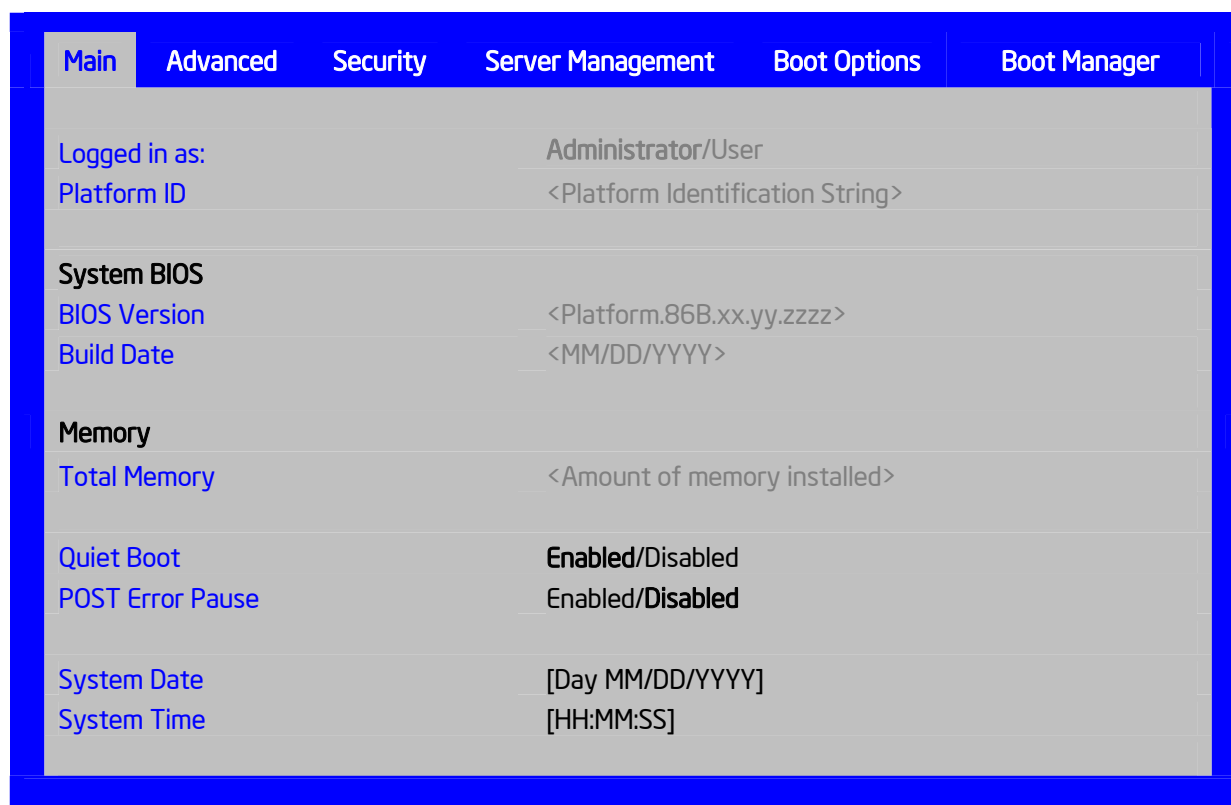 Main Advanced Security Server Management Boot Options Boot Manager
Logged in as: Administrator/User
Platform ID <Platform Identification String>
System BIOS
BIOS Version <Platform.86B.xx.yy.zzzz>
Build Date <MM/DD/YYYY>
Memory
Total Memory <Amount of memory installed>
Quiet Boot Enabled/Disabled
POST Error Pause Enabled/Disabled
System Date [Day MM/DD/YYYY]
System Time [HH:MM:SS]